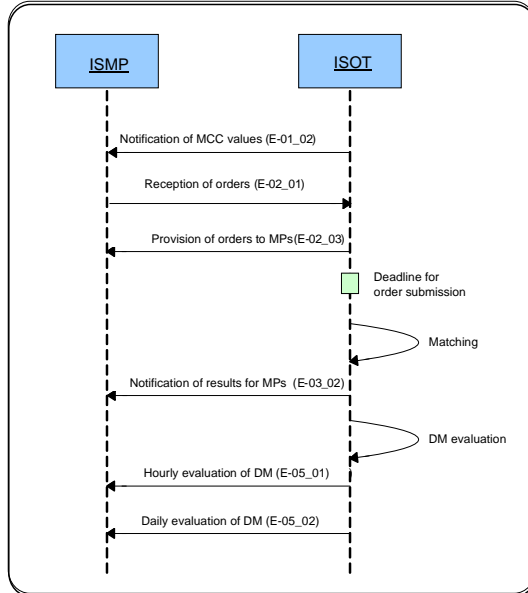 ISMP
ISOT
Notification of MCC values (E-01_02)
Reception of orders (E-02_01)
Provision of orders to MPs(E-02_03)
Deadline for
order submission
Matching
Notification of results for MPs (E-03_02)
DM evaluation
Hourly evaluation of DM (E-05_01)
Daily evaluation of DM (E-05_02)